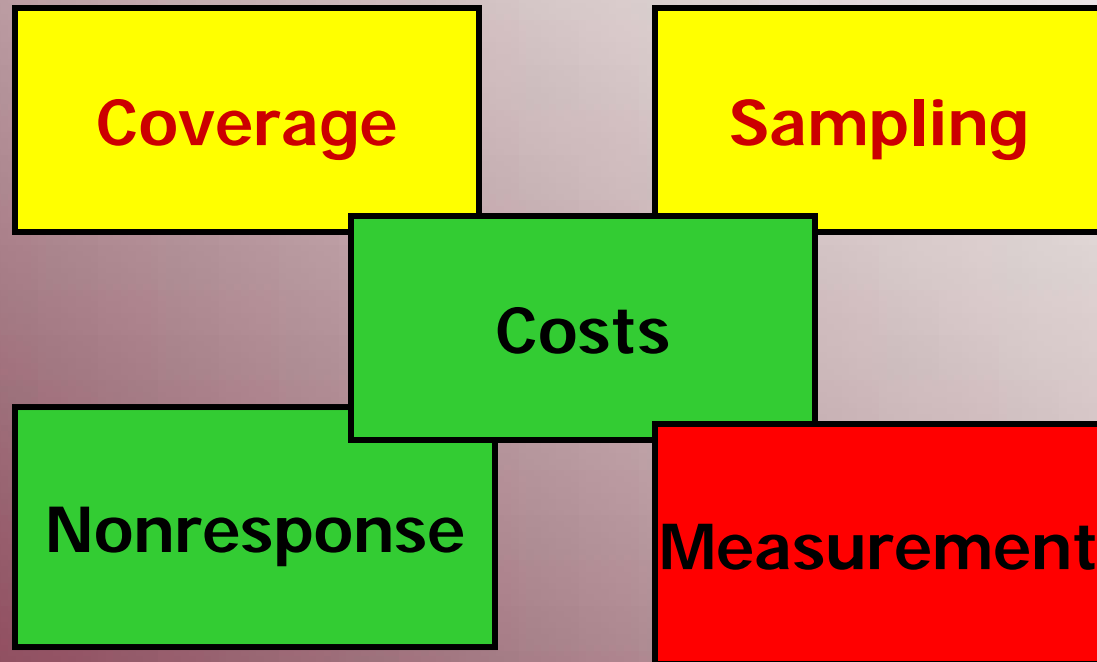 Coverage
Sampling
Costs
Nonresponse
Measurement